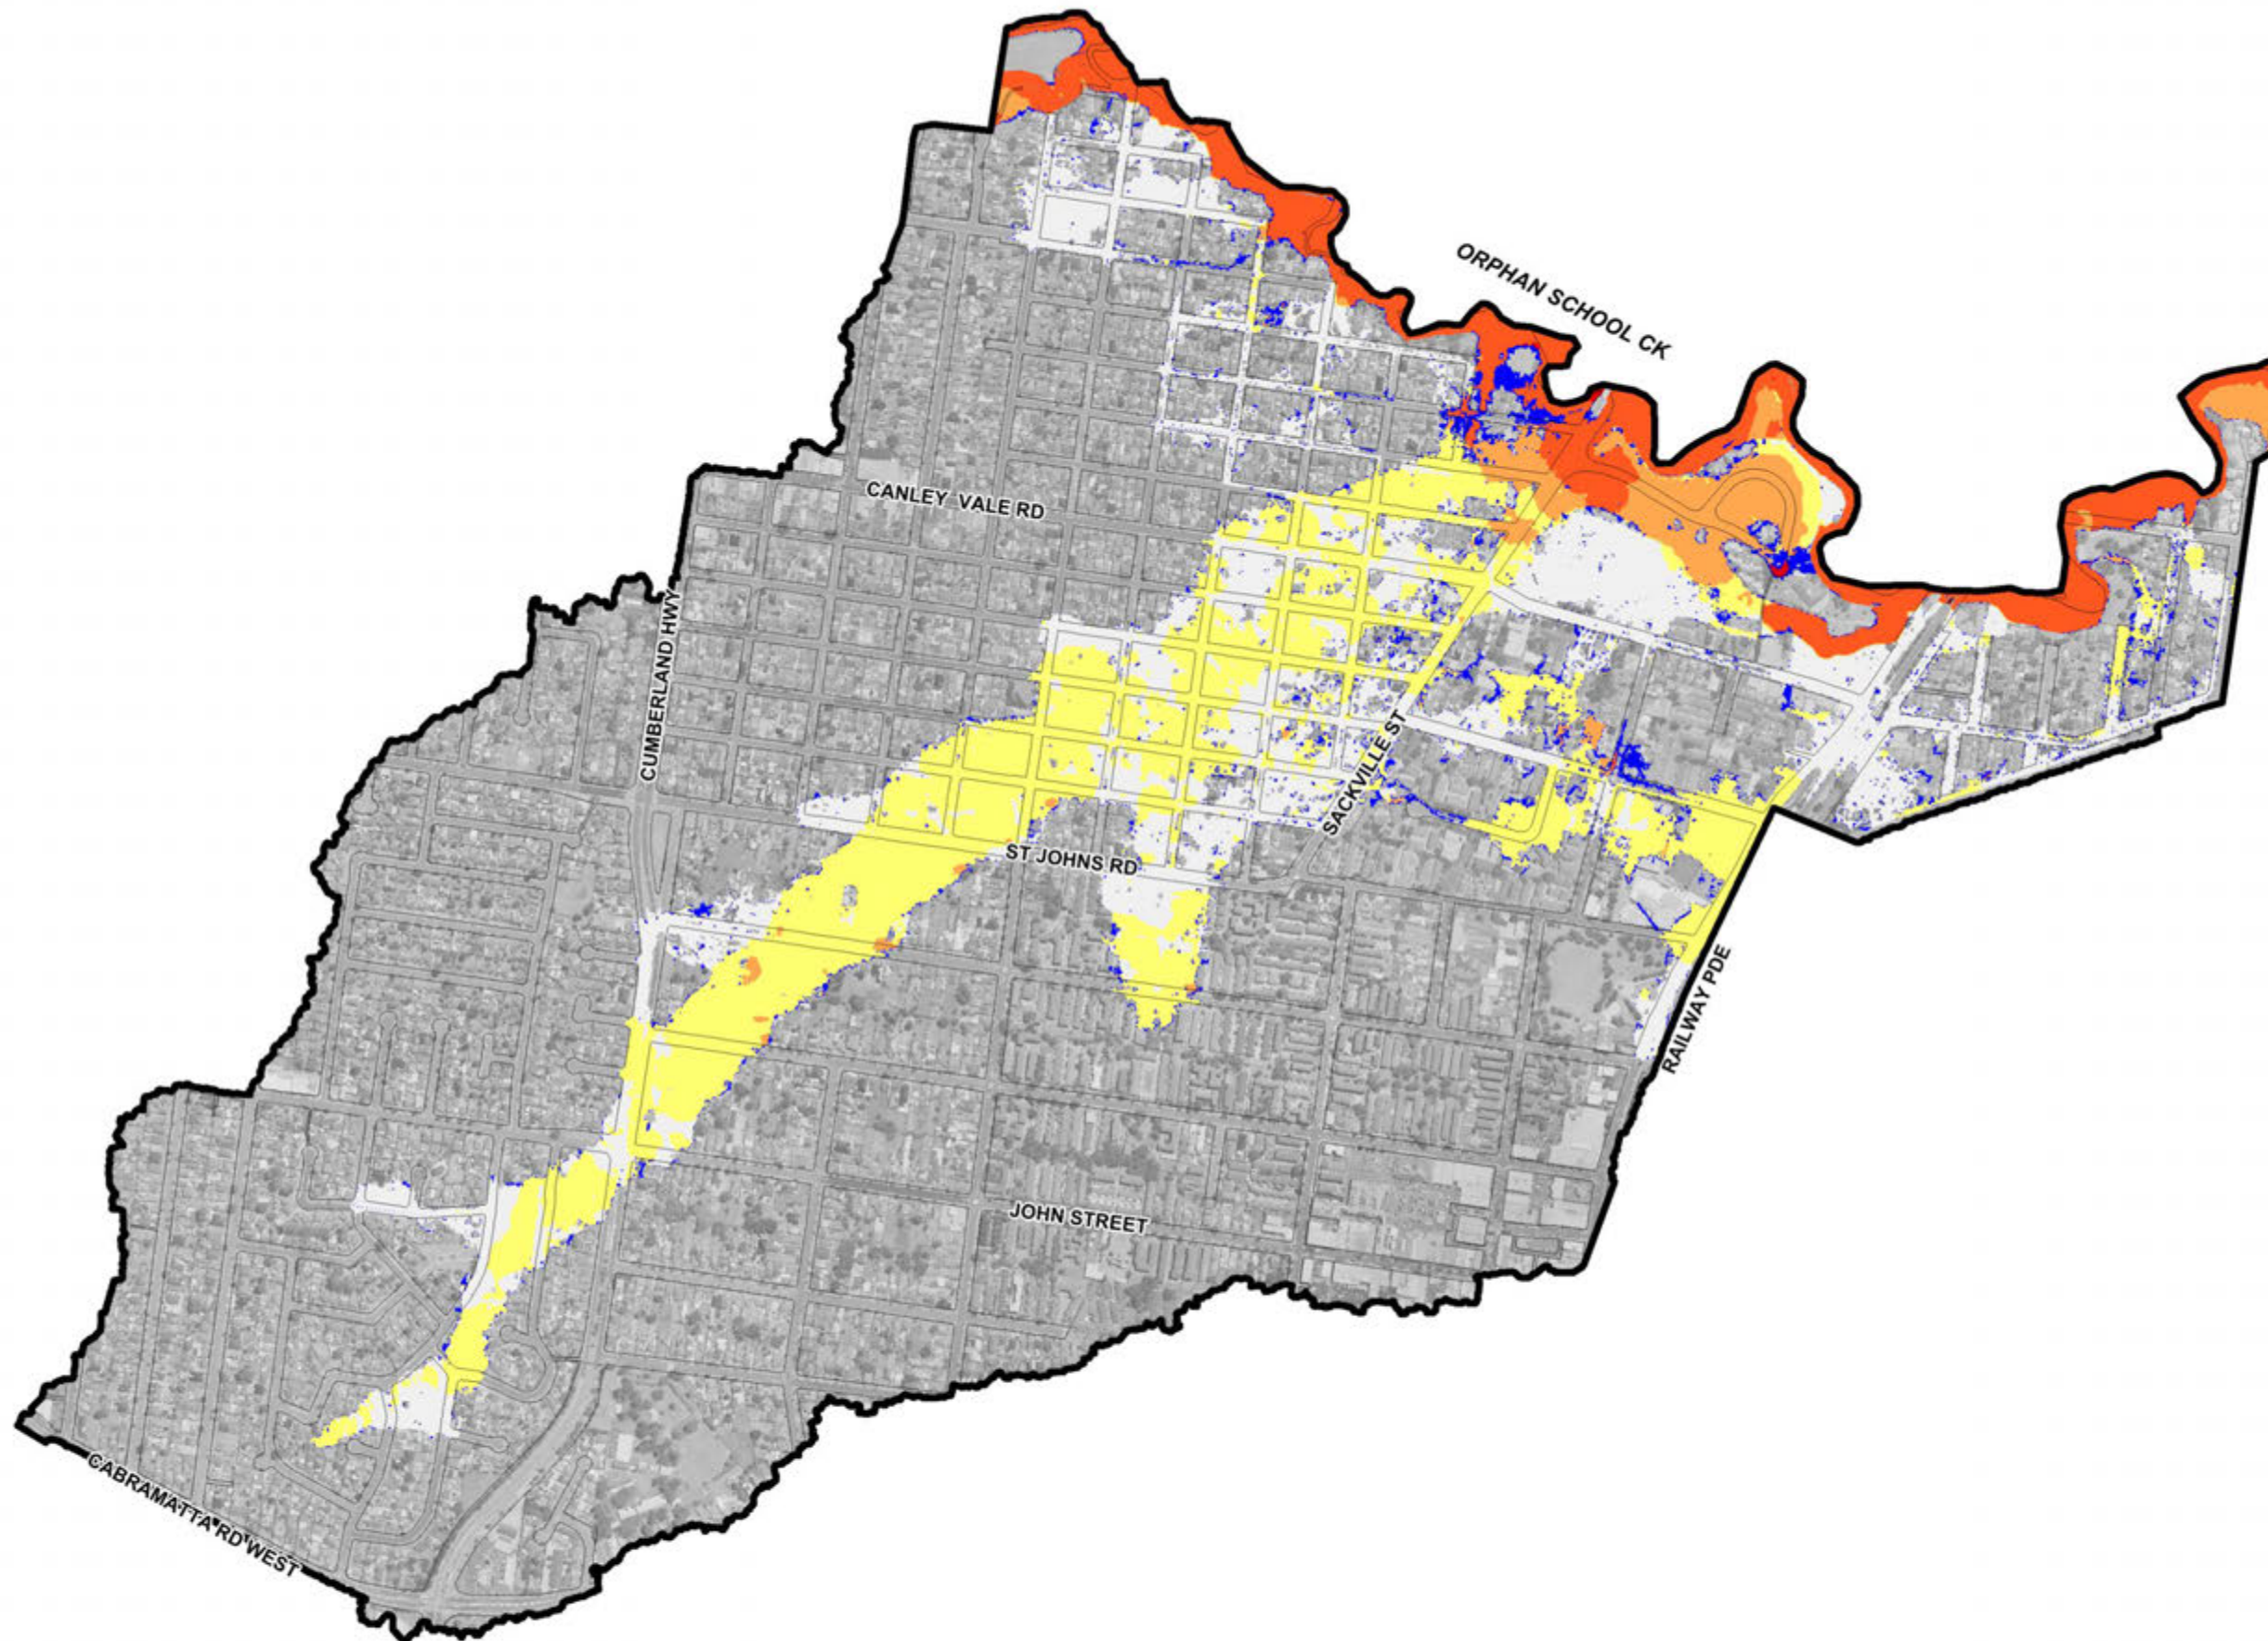 ORPHAN SCHOOL CK
CANLEY VALE RD
CUMBERLAND HWY
SACKVILLE ST
ST JOHNS RD
RAILWAY PDE
JOHN STREET
CABRAMATTA RD WEST